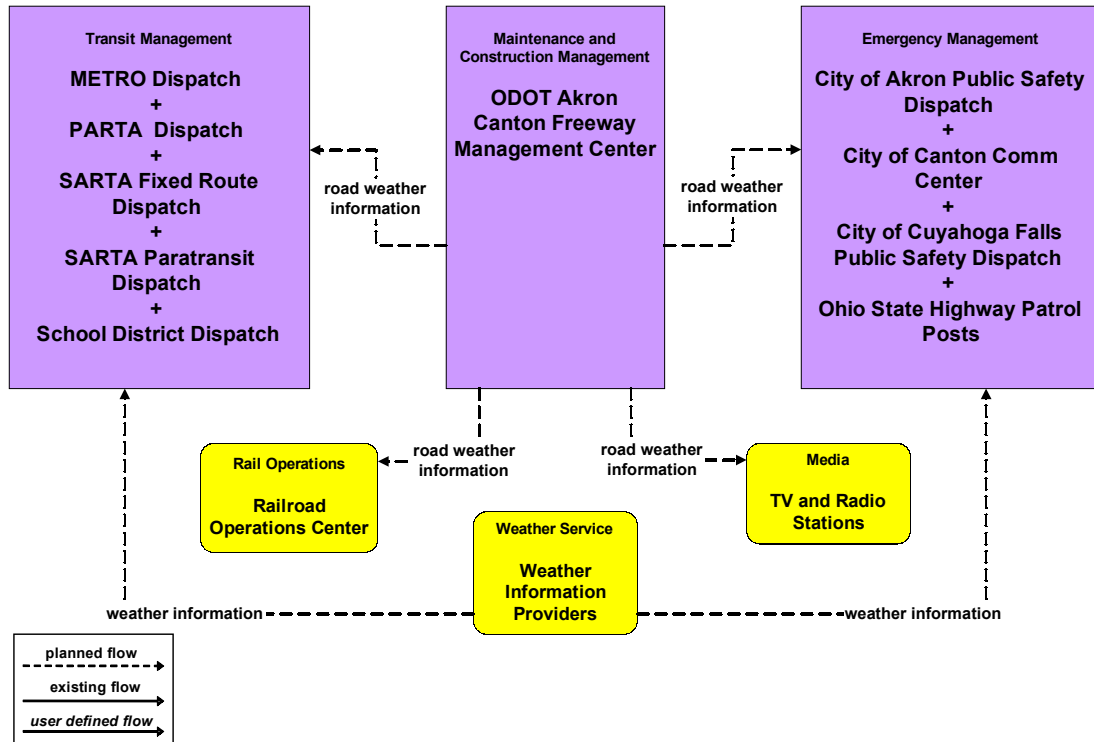 Transit Management
METRO Dispatch
+
PARTA Dispatch
+
SARTA Fixed Route
Dispatch
+
SARTA Paratransit
Dispatch
+
School District Dispatch
Maintenance and
Construction Management
ODOT Akron
Canton Freeway
Management Center
Emergency Management
City of Akron Public Safety
Dispatch
+
City of Canton Comm
Center
+
City of Cuyahoga Falls
Public Safety Dispatch
+
Ohio State Highway Patrol
Posts
road weather
information
road weather
information
road weather
information
road weather
information
Rail Operations
Railroad
Operations Center
Media
TV and Radio
Stations
Weather Service
Weather
Information
Providers
weather information
weather information
planned flow
existing flow
user defined flow